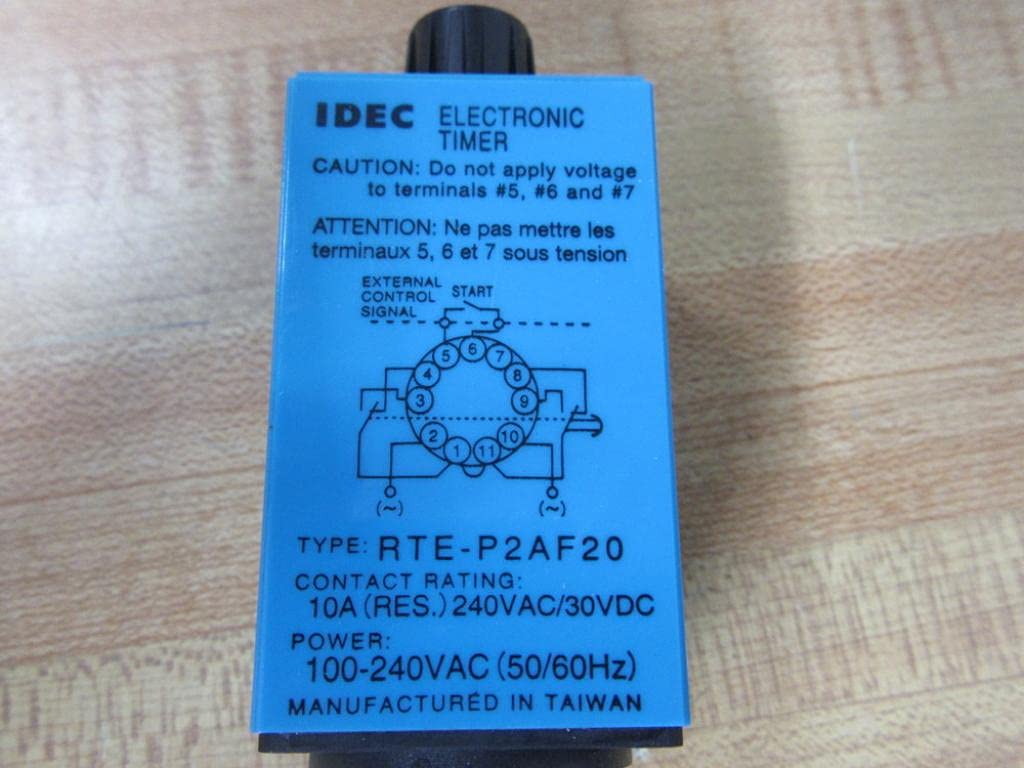 IDEC ELECTRONIC
TIMER
CAUTION: Do not apply voltage
to terminals #5, #6 and #7
ATTENTION: Ne pas mettre les
terminaux 5, 6 et 7 sous tension
EXTERNAL
CONTROL
SIGNAL
START
5 6 7
4 8
3 9
2 10
1 11
(~) (~)
TYPE: RTE-P2AF20
CONTACT RATING:
10A (RES.) 240VAC/30VDC
POWER:
100-240VAC (50/60Hz)
MANUFACTURED IN TAIWAN